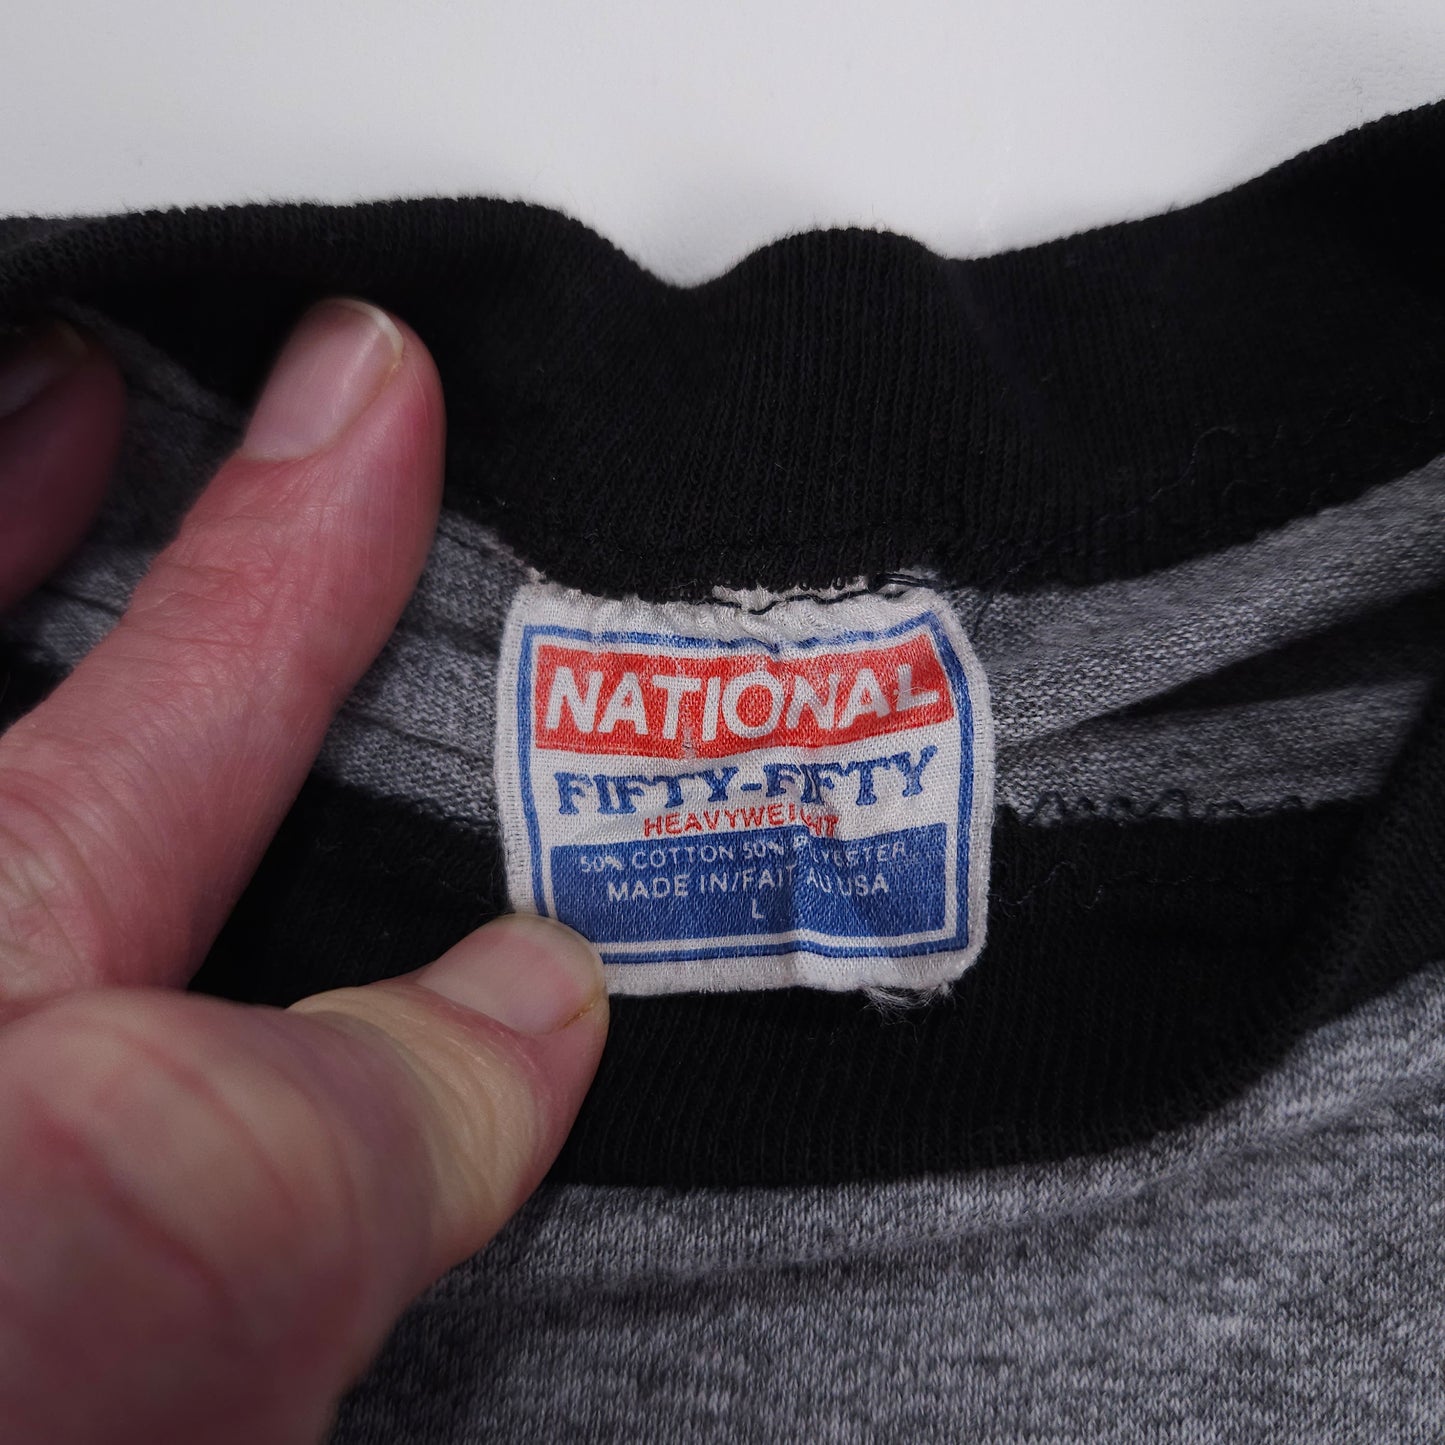 NATIONAL
FIFTY-FIFTY
HEAVYWEIGHT
50% COTTON 50% POLYESTER
MADE IN/FAIT AU USA
L